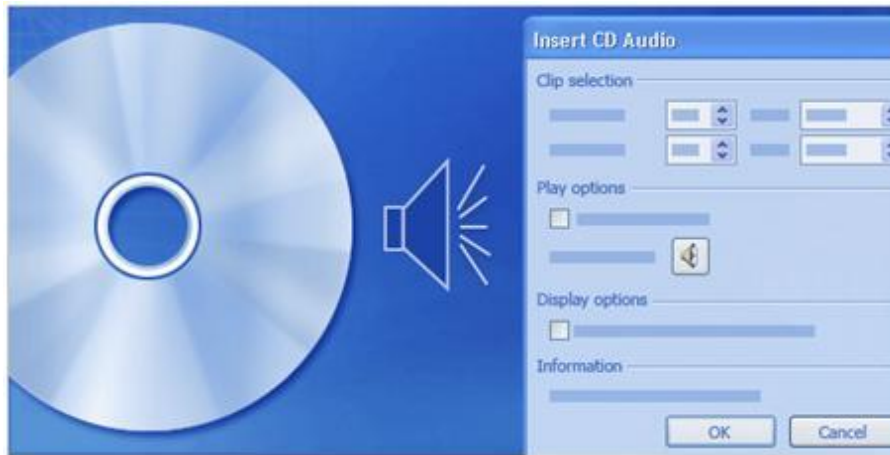 Insert CD Audio
Clip selection
Play options
Display options
Information
OK
Cancel